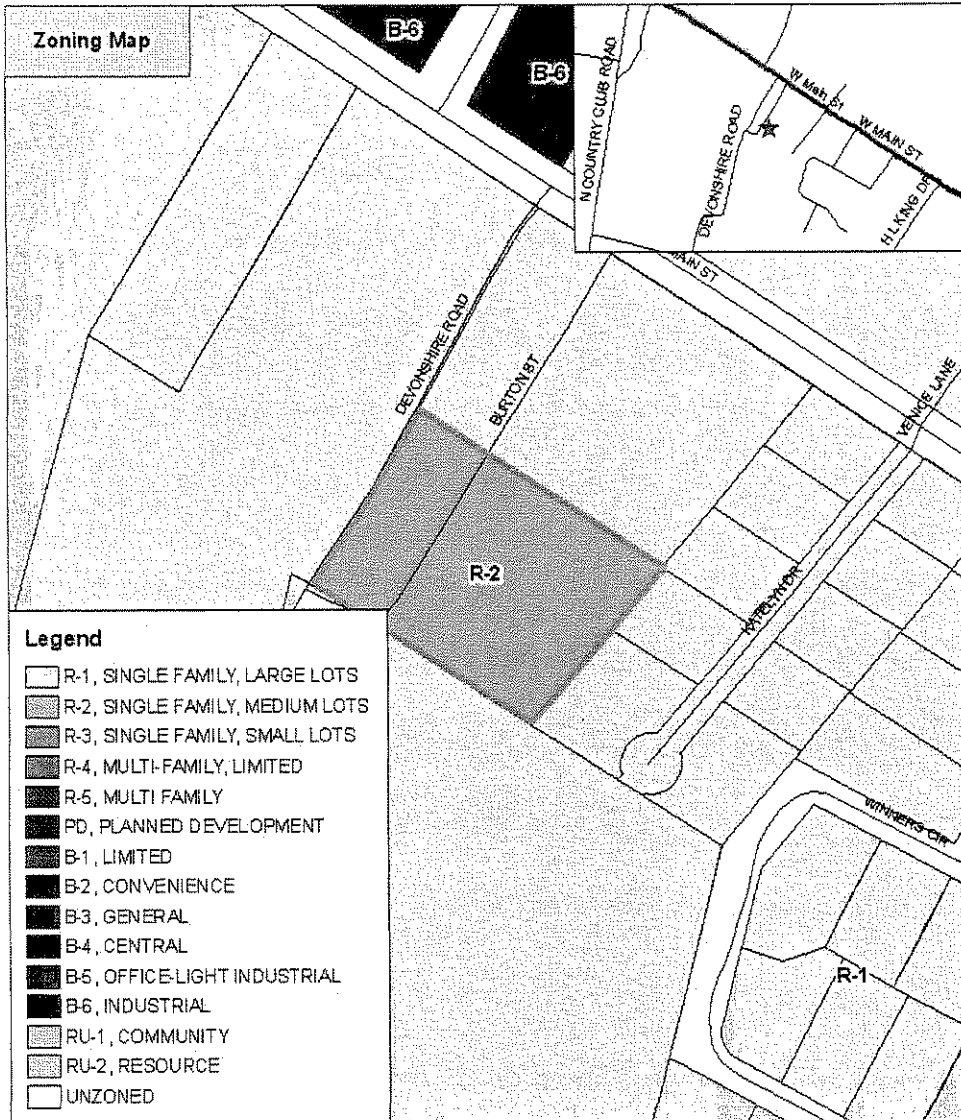 Zoning Map
B-6
B-6
N COUNTRY CLUB ROAD
DEVONSHIRE ROAD
W Main St
W MAIN ST
H L KING DR
MAIN ST
DEVONSHIRE ROAD
BURTON ST
VENICE LANE
R-2
KATELYN DR
WINNERS CIR
R-1
Legend
R-1, SINGLE FAMILY, LARGE LOTS
R-2, SINGLE FAMILY, MEDIUM LOTS
R-3, SINGLE FAMILY, SMALL LOTS
R-4, MULTI-FAMILY, LIMITED
R-5, MULTI FAMILY
PD, PLANNED DEVELOPMENT
B-1, LIMITED
B-2, CONVENIENCE
B-3, GENERAL
B-4, CENTRAL
B-5, OFFICE-LIGHT INDUSTRIAL
B-6, INDUSTRIAL
RU-1, COMMUNITY
RU-2, RESOURCE
UNZONED